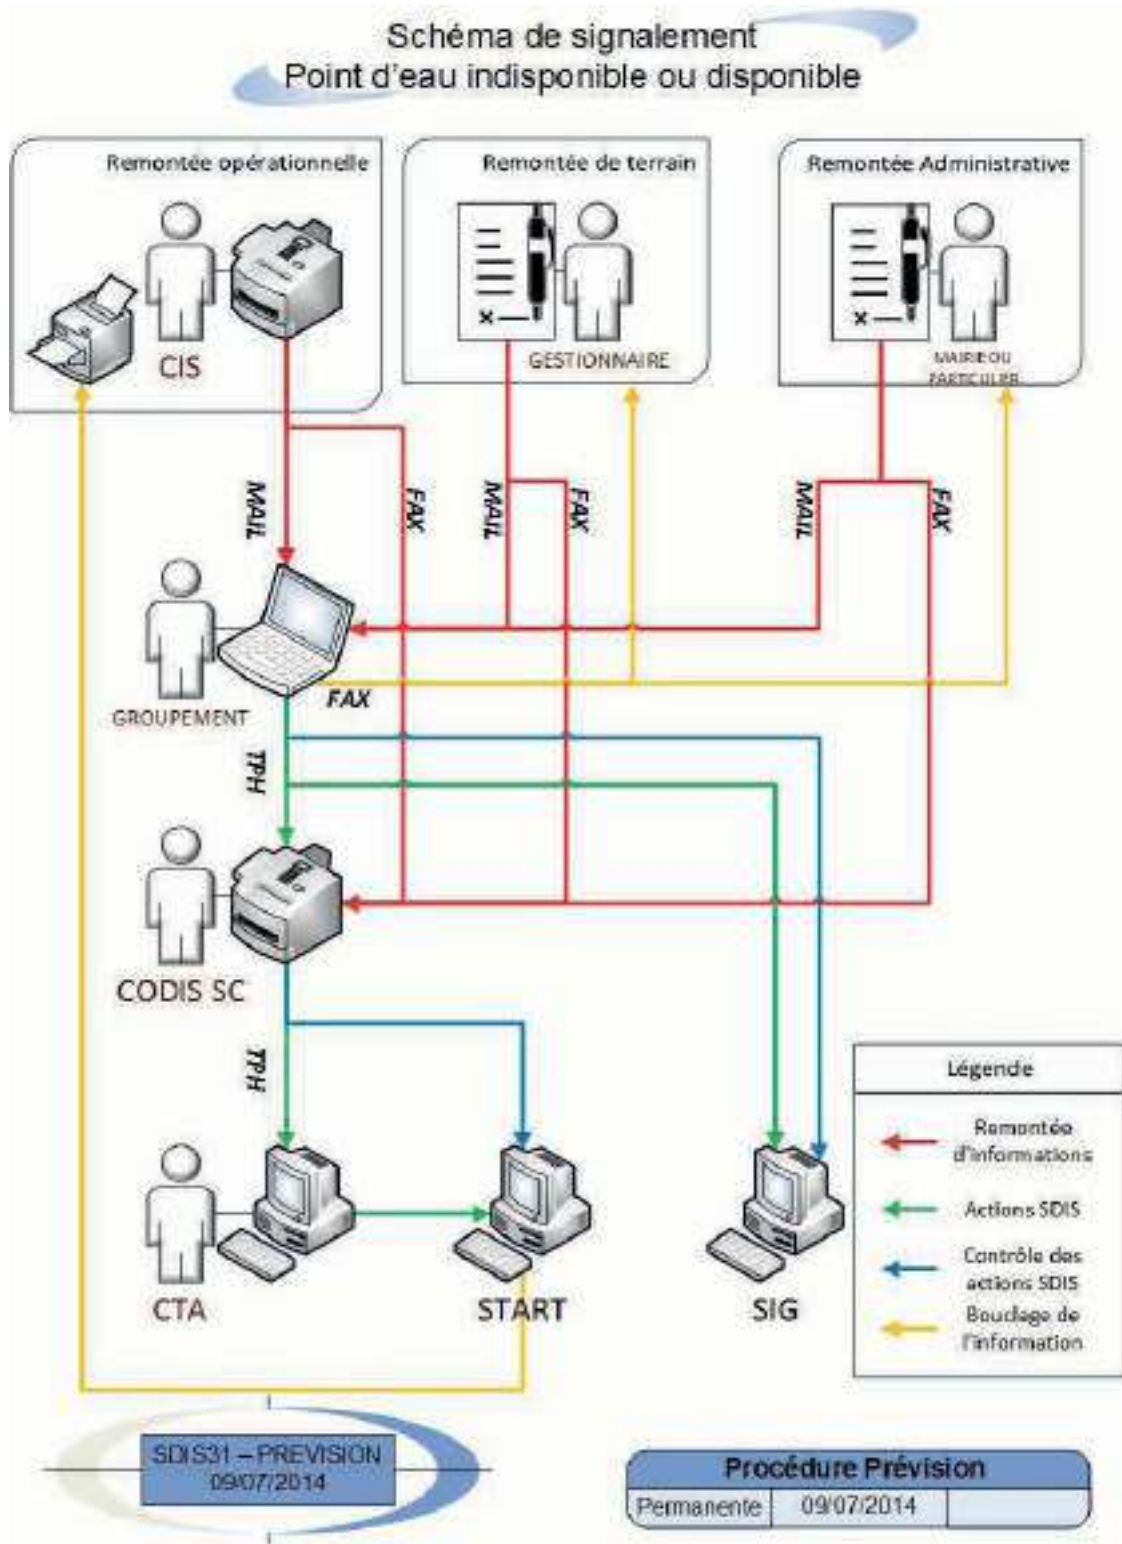 Schéma de signalement
Point d'eau indisponible ou disponible
Remontée opérationnelle
Remontée de terrain
Remontée Administrative
CIS
GESTIONNAIRE
MAIRIE OU
PARTICULIER
MAIL
FAX
MAIL
FAX
MAIL
FAX
GROUPEMENT
FAX
TPH
CODIS SC
TPH
CTA
START
SIG
Légende
Remontée
d'informations
Actions SDIS
Contrôle des
actions SDIS
Bouclage de
l'information
SDIS31 – PREVISION
09/07/2014
Procédure Prévision
Permanente 09/07/2014